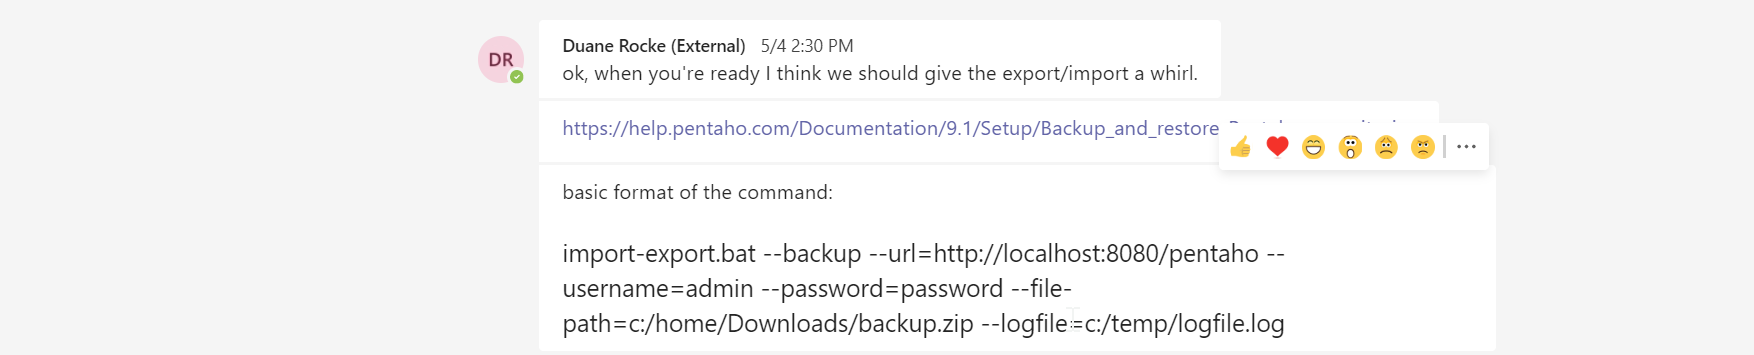 DR
Duane Rocke (External) 5/4 2:30 PM
ok, when you're ready I think we should give the export/import a whirl.
https://help.pentaho.com/Documentation/9.1/Setup/Backup_and_restore
basic format of the command:
import-export.bat --backup --url=http://localhost:8080/pentaho --
username=admin --password=password --file-
path=c:/home/Downloads/backup.zip --logfile=c:/temp/logfile.log